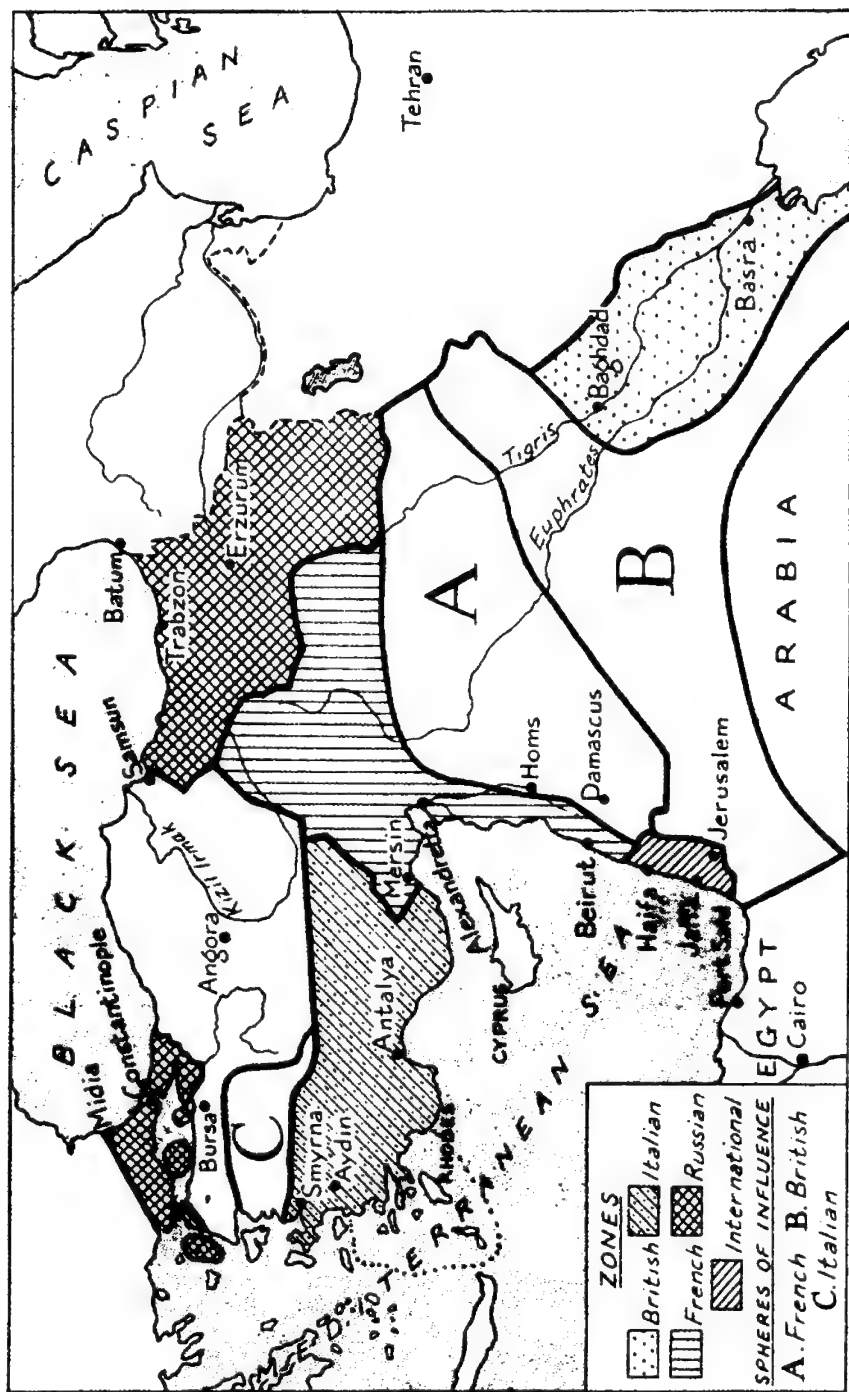 CASPIAN
SEA
Tehran
BLACK SEA
Batum
Samsun
Trabzon
Erzurum
Midia
Constantinople
Kizil Irmak
Angora
Bursa
C
Smyrna
Aydin
Antalya
Mersin
Alexandretta
RHODES
CYPRUS
TERRANEAN
SEA
A
B
Tigris
Euphrates
Baghdad
Basra
Homs
Damascus
Beirut
Haifa
Jaffa
Jerusalem
Port Said
EGYPT
Cairo
ARABIA
ZONES
British Italian
French Russian
International
SPHERES OF INFLUENCE
A. French B. British
C. Italian